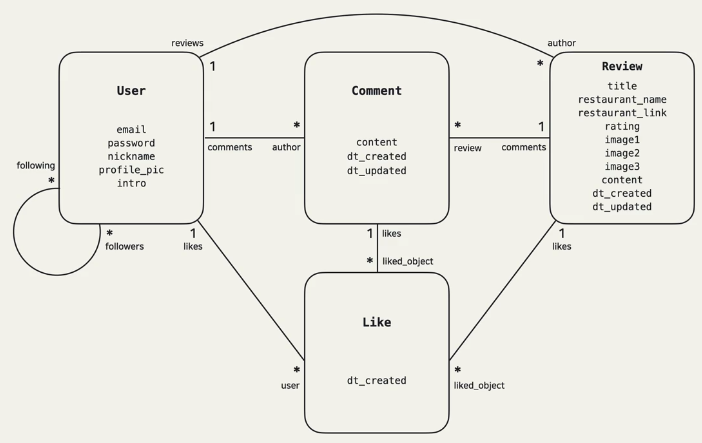 reviews
author
1
*
User
email
password
nickname
profile_pic
intro
Comment
content
dt_created
dt_updated
Review
title
restaurant_name
restaurant_link
rating
image1
image2
image3
content
dt_created
dt_updated
1
*
comments
author
*
1
review
comments
following
*
*
followers
1
likes
1
likes
*
liked_object
1
likes
Like
dt_created
*
user
*
liked_object